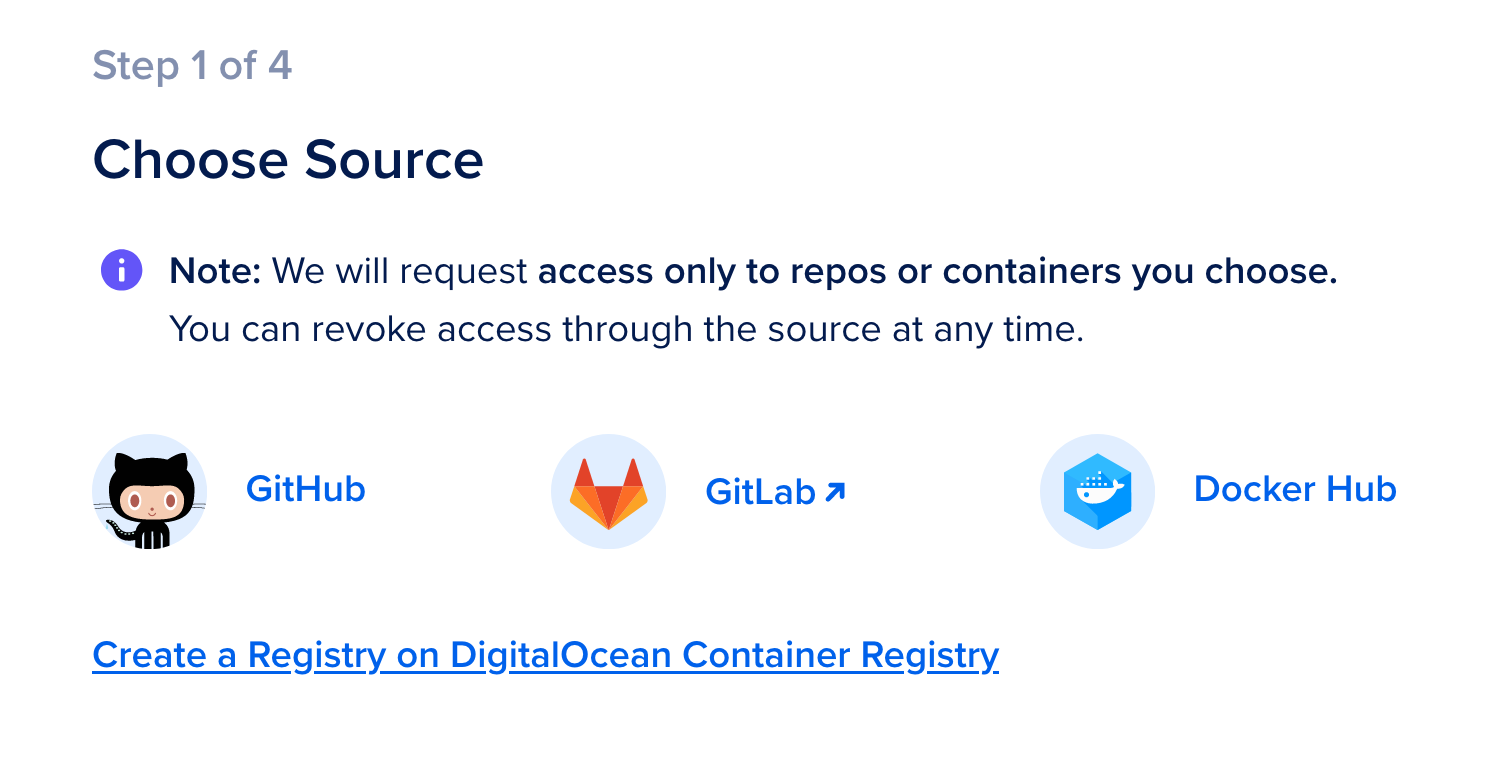 Step 1 of 4
Choose Source
Note: We will request access only to repos or containers you choose.
You can revoke access through the source at any time.
GitHub
GitLab
Docker Hub
Create a Registry on DigitalOcean Container Registry